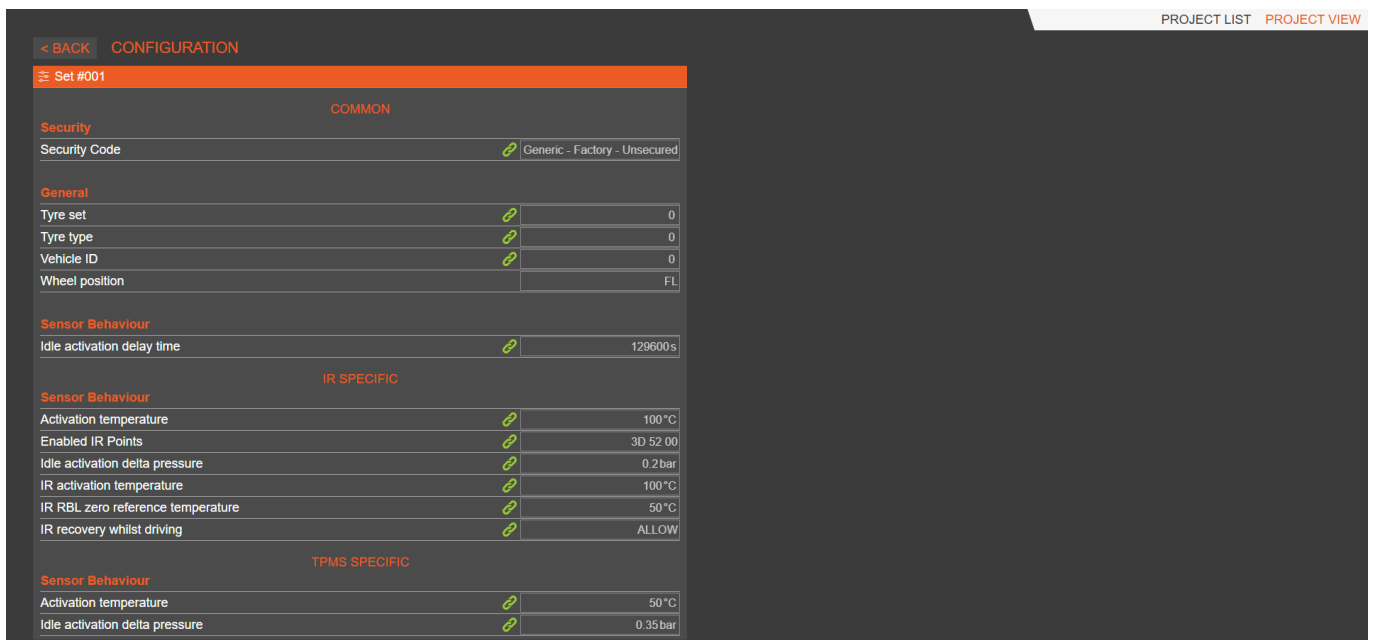 PROJECT LIST PROJECT VIEW
< BACK CONFIGURATION
Set #001
COMMON
Security
Security Code Generic - Factory - Unsecured
General
Tyre set 0
Tyre type 0
Vehicle ID 0
Wheel position FL
Sensor Behaviour
Idle activation delay time 129600s
IR SPECIFIC
Sensor Behaviour
Activation temperature 100°C
Enabled IR Points 3D 52 00
Idle activation delta pressure 0.2bar
IR activation temperature 100°C
IR RBL zero reference temperature 50°C
IR recovery whilst driving ALLOW
TPMS SPECIFIC
Sensor Behaviour
Activation temperature 50°C
Idle activation delta pressure 0.35bar